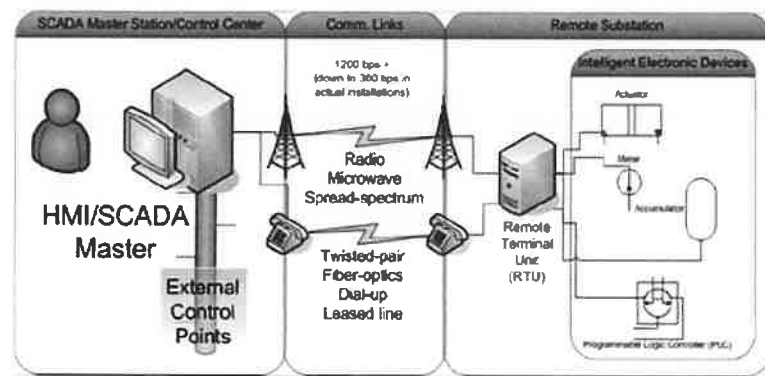 SCADA Master Station/Control Center
HMI/SCADA
Master
External
Control
Points
Comm. Links
1200 bps +
(down to 300 bps in
actual installations)
Radio
Microwave
Spread-spectrum
Twisted-pair
Fiber-optics
Dial-up
Leased line
Remote Substation
Remote
Terminal
Unit
(RTU)
Intelligent Electronic Devices
Actuator
Meter
Accumulator
Programmable Logic Controller (PLC)